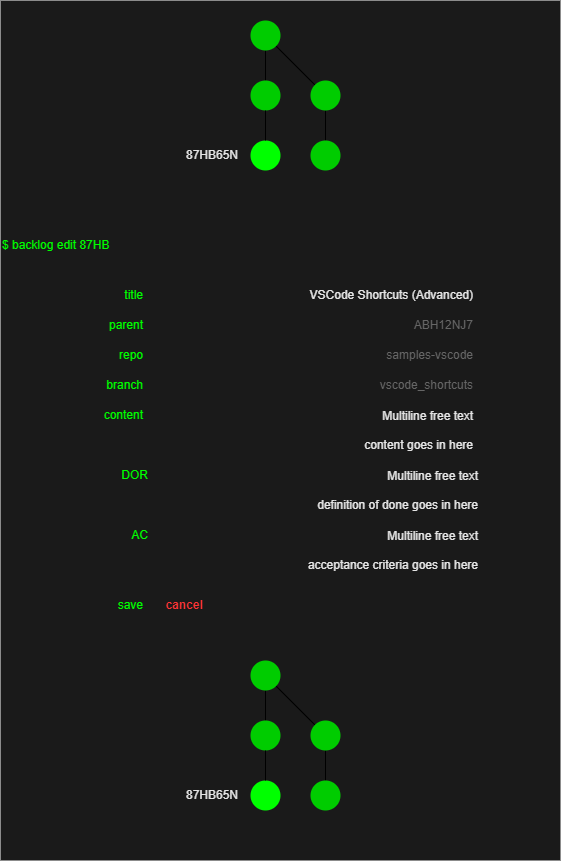 87HB65N
$ backlog edit 87HB
title VSCode Shortcuts (Advanced)
parent ABH12NJ7
repo samples-vscode
branch vscode_shortcuts
content Multiline free text
content goes in here
DOR Multiline free text
definition of done goes in here
AC Multiline free text
acceptance criteria goes in here
save cancel
87HB65N